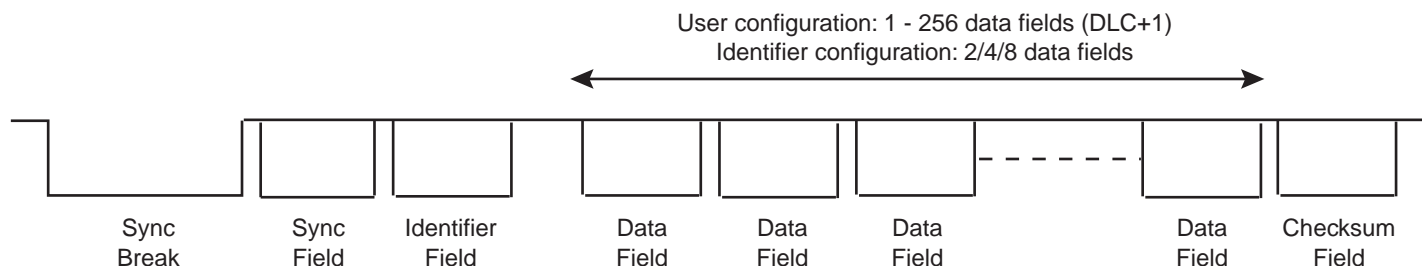 User configuration: 1 - 256 data fields (DLC+1)
Identifier configuration: 2/4/8 data fields
Sync
Break
Sync
Field
Identifier
Field
Data
Field
Data
Field
Data
Field
Data
Field
Checksum
Field